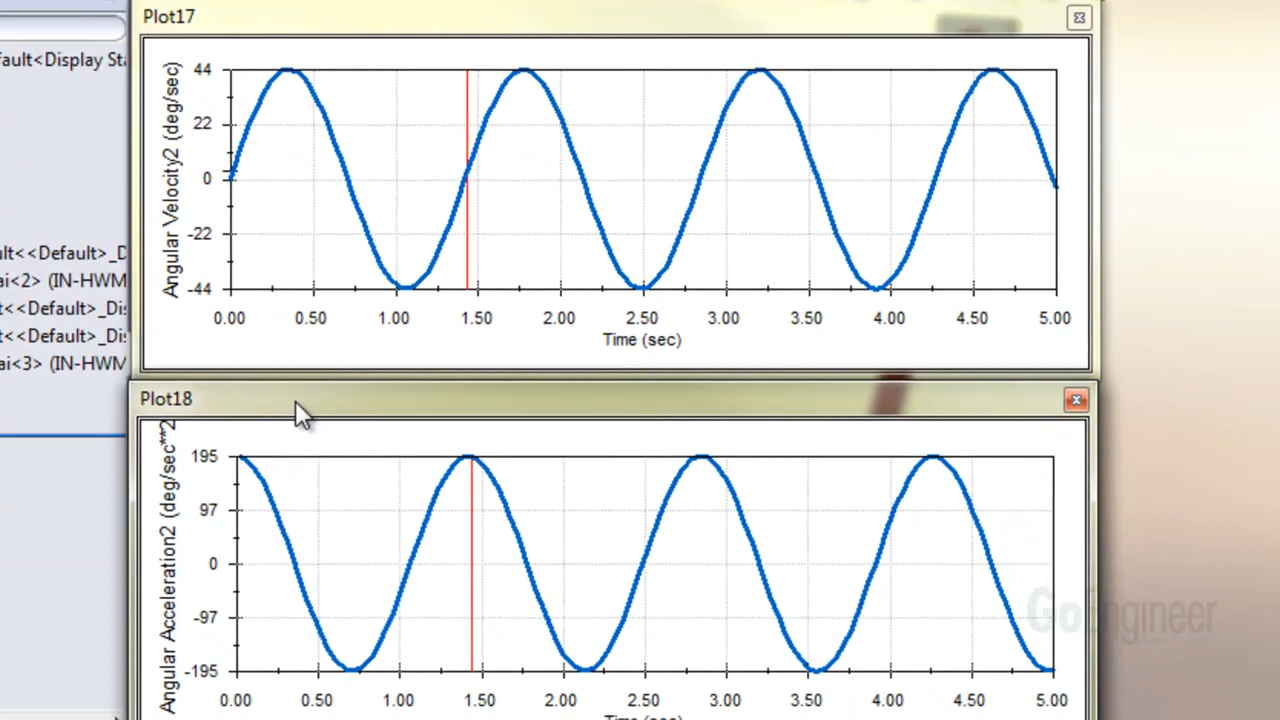 Plot17
fault<Display Sta
Angular Velocity2 (deg/sec)
44
22
0
-22
-44
0.00 0.50 1.00 1.50 2.00 2.50 3.00 3.50 4.00 4.50 5.00
Time (sec)
ult<<Default>_D
ai<2> (IN-HWM
t<<Default>_Dis
t<<Default>_Dis
ai<3> (IN-HWM
Plot18
Angular Acceleration2 (deg/sec**2
195
97
0
-97
-195
0.00 0.50 1.00 1.50 2.00 2.50 3.00 3.50 4.00 4.50 5.00
Time (sec)
GoEngineer